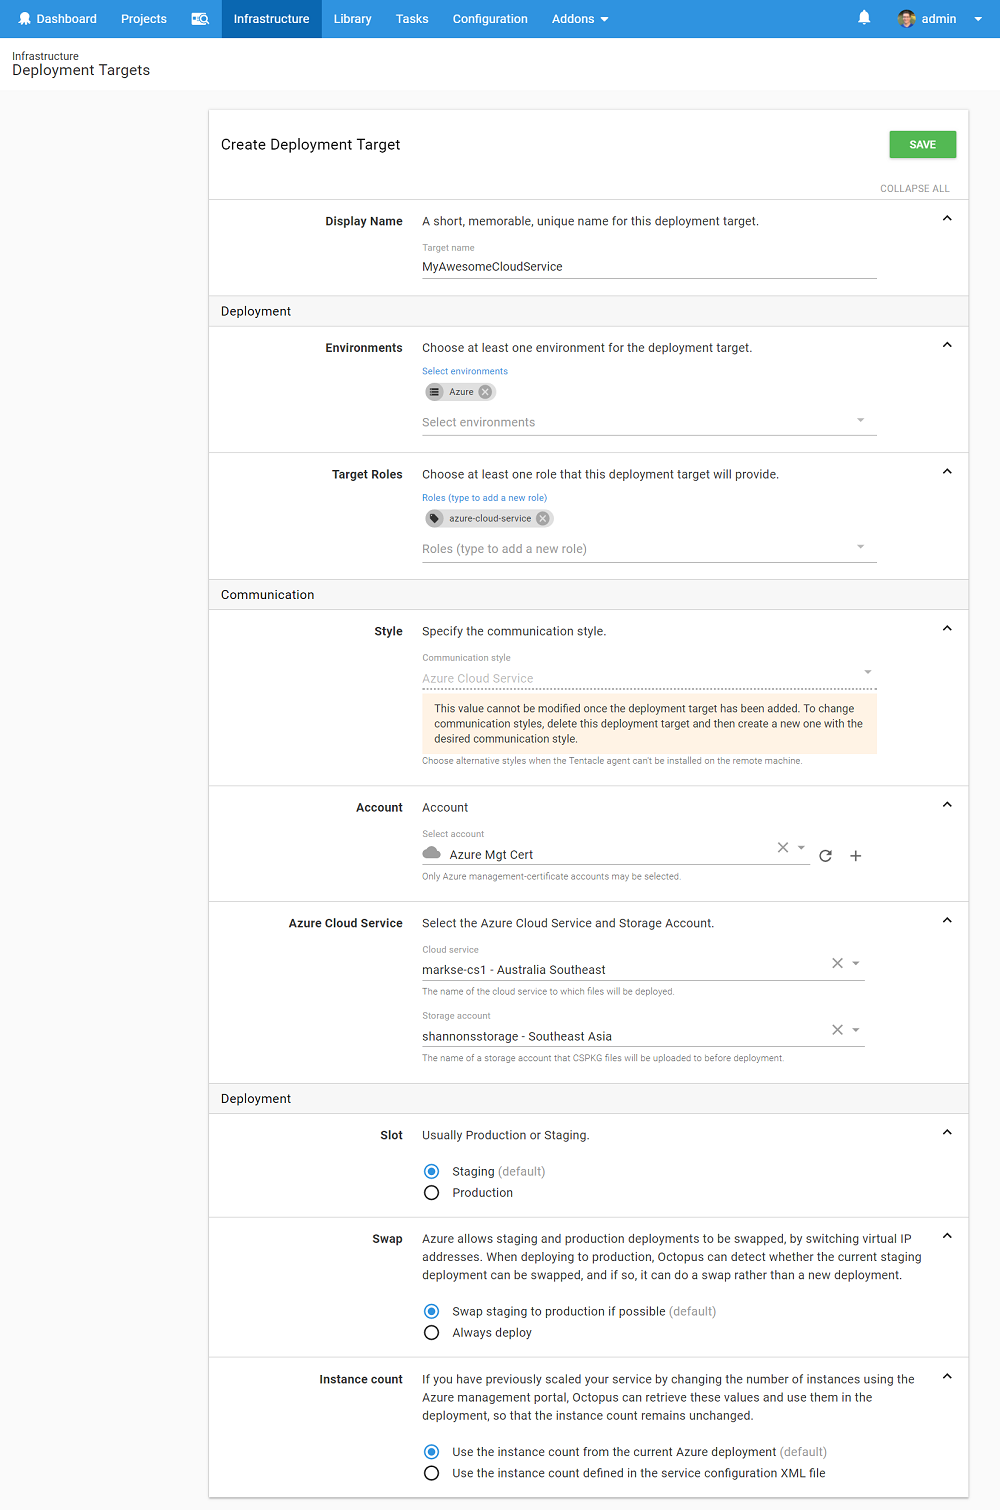 Dashboard Projects Infrastructure Library Tasks Configuration Addons admin
Infrastructure
Deployment Targets
Create Deployment Target
SAVE
COLLAPSE ALL
Display Name A short, memorable, unique name for this deployment target.
Target name
MyAwesomeCloudService
Deployment
Environments Choose at least one environment for the deployment target.
Select environments
Azure
Select environments
Target Roles Choose at least one role that this deployment target will provide.
Roles (type to add a new role)
azure-cloud-service
Roles (type to add a new role)
Communication
Style Specify the communication style.
Communication style
Azure Cloud Service
This value cannot be modified once the deployment target has been added. To change
communication styles, delete this deployment target and then create a new one with the
desired communication style.
Choose alternative styles when the Tentacle agent can't be installed on the remote machine.
Account Account
Select account
Azure Mgt Cert
Only Azure management-certificate accounts may be selected.
Azure Cloud Service Select the Azure Cloud Service and Storage Account.
Cloud service
markse-cs1 - Australia Southeast
The name of the cloud service to which files will be deployed.
Storage account
shannonsstorage - Southeast Asia
The name of a storage account that CSPKG files will be uploaded to before deployment.
Deployment
Slot Usually Production or Staging.
Staging (default)
Production
Swap Azure allows staging and production deployments to be swapped, by switching virtual IP
addresses. When deploying to production, Octopus can detect whether the current staging
deployment can be swapped, and if so, it can do a swap rather than a new deployment.
Swap staging to production if possible (default)
Always deploy
Instance count If you have previously scaled your service by changing the number of instances using the
Azure management portal, Octopus can retrieve these values and use them in the
deployment, so that the instance count remains unchanged.
Use the instance count from the current Azure deployment (default)
Use the instance count defined in the service configuration XML file